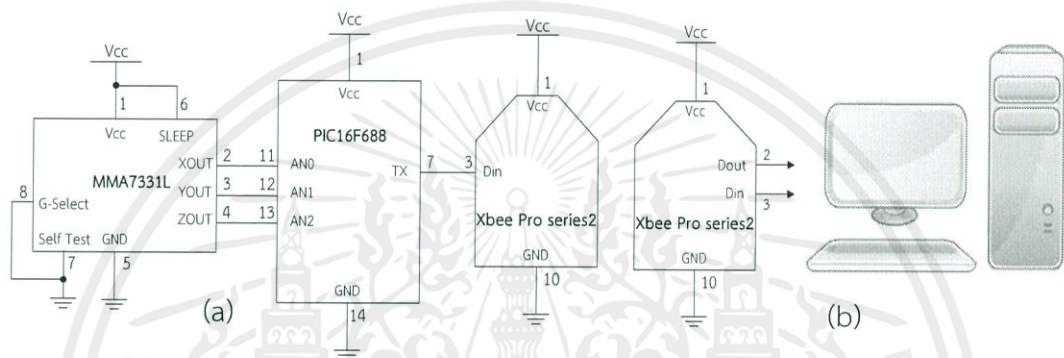 Vcc
1
6
Vcc
SLEEP
MMA7331L
XOUT
2
YOUT
3
ZOUT
4
8
G-Select
Self Test
GND
7
5
(a)
Vcc
1
Vcc
PIC16F688
11
AN0
12
AN1
13
AN2
TX
7
GND
14
Vcc
1
Vcc
3
Din
Xbee Pro series2
GND
10
Vcc
1
Vcc
Dout
2
Din
3
Xbee Pro series2
GND
10
(b)